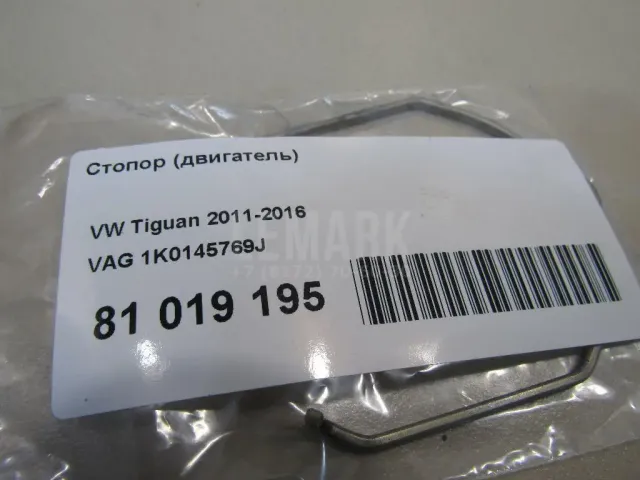 Стопор (двигатель)
VW Tiguan 2011-2016
VAG 1K0145769J
81 019 195